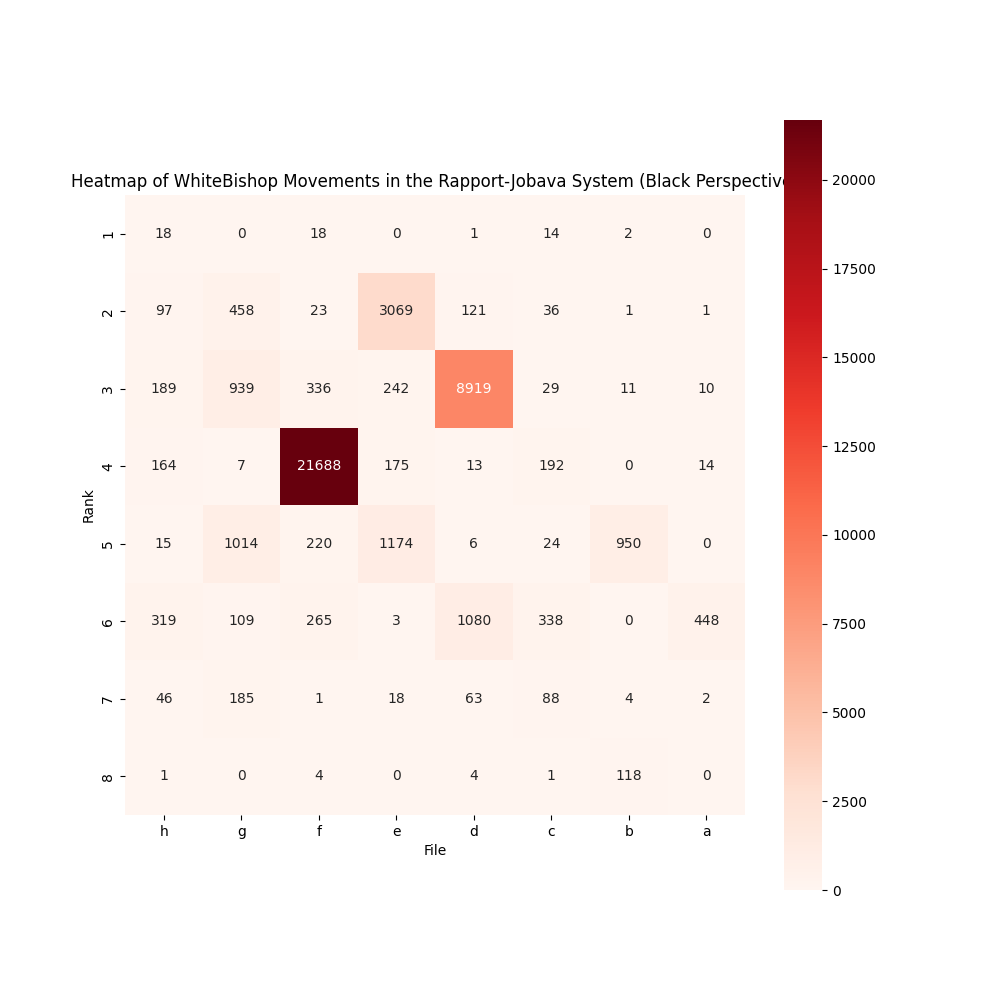 Heatmap of WhiteBishop Movements in the Rapport-Jobava System (Black Perspective
20000
17500
15000
12500
10000
7500
5000
2500
0
1 18 0 18 0 1 14 2 0
2 97 458 23 3069 121 36 1 1
3 189 939 336 242 8919 29 11 10
4 164 7 21688 175 13 192 0 14
Rank
5 15 1014 220 1174 6 24 950 0
6 319 109 265 3 1080 338 0 448
7 46 185 1 18 63 88 4 2
8 1 0 4 0 4 1 118 0
h g f e d c b a
File